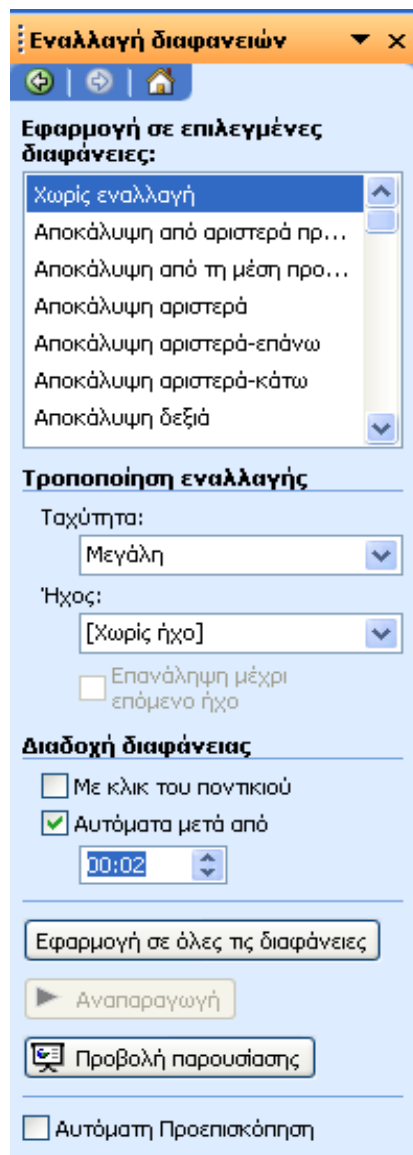 Εναλλαγή διαφανειών
Εφαρμογή σε επιλεγμένες
διαφάνειες:
Χωρίς εναλλαγή
Αποκάλυψη από αριστερά πρ...
Αποκάλυψη από τη μέση προ...
Αποκάλυψη αριστερά
Αποκάλυψη αριστερά-επάνω
Αποκάλυψη αριστερά-κάτω
Αποκάλυψη δεξιά
Τροποποίηση εναλλαγής
Ταχύτητα:
Μεγάλη
Ήχος:
[Χωρίς ήχο]
Επανάληψη μέχρι
επόμενο ήχο
Διαδοχή διαφάνειας
Με κλικ του ποντικιού
Αυτόματα μετά από
00:02
Εφαρμογή σε όλες τις διαφάνειες
Αναπαραγωγή
Προβολή παρουσίασης
Αυτόματη Προεπισκόπηση